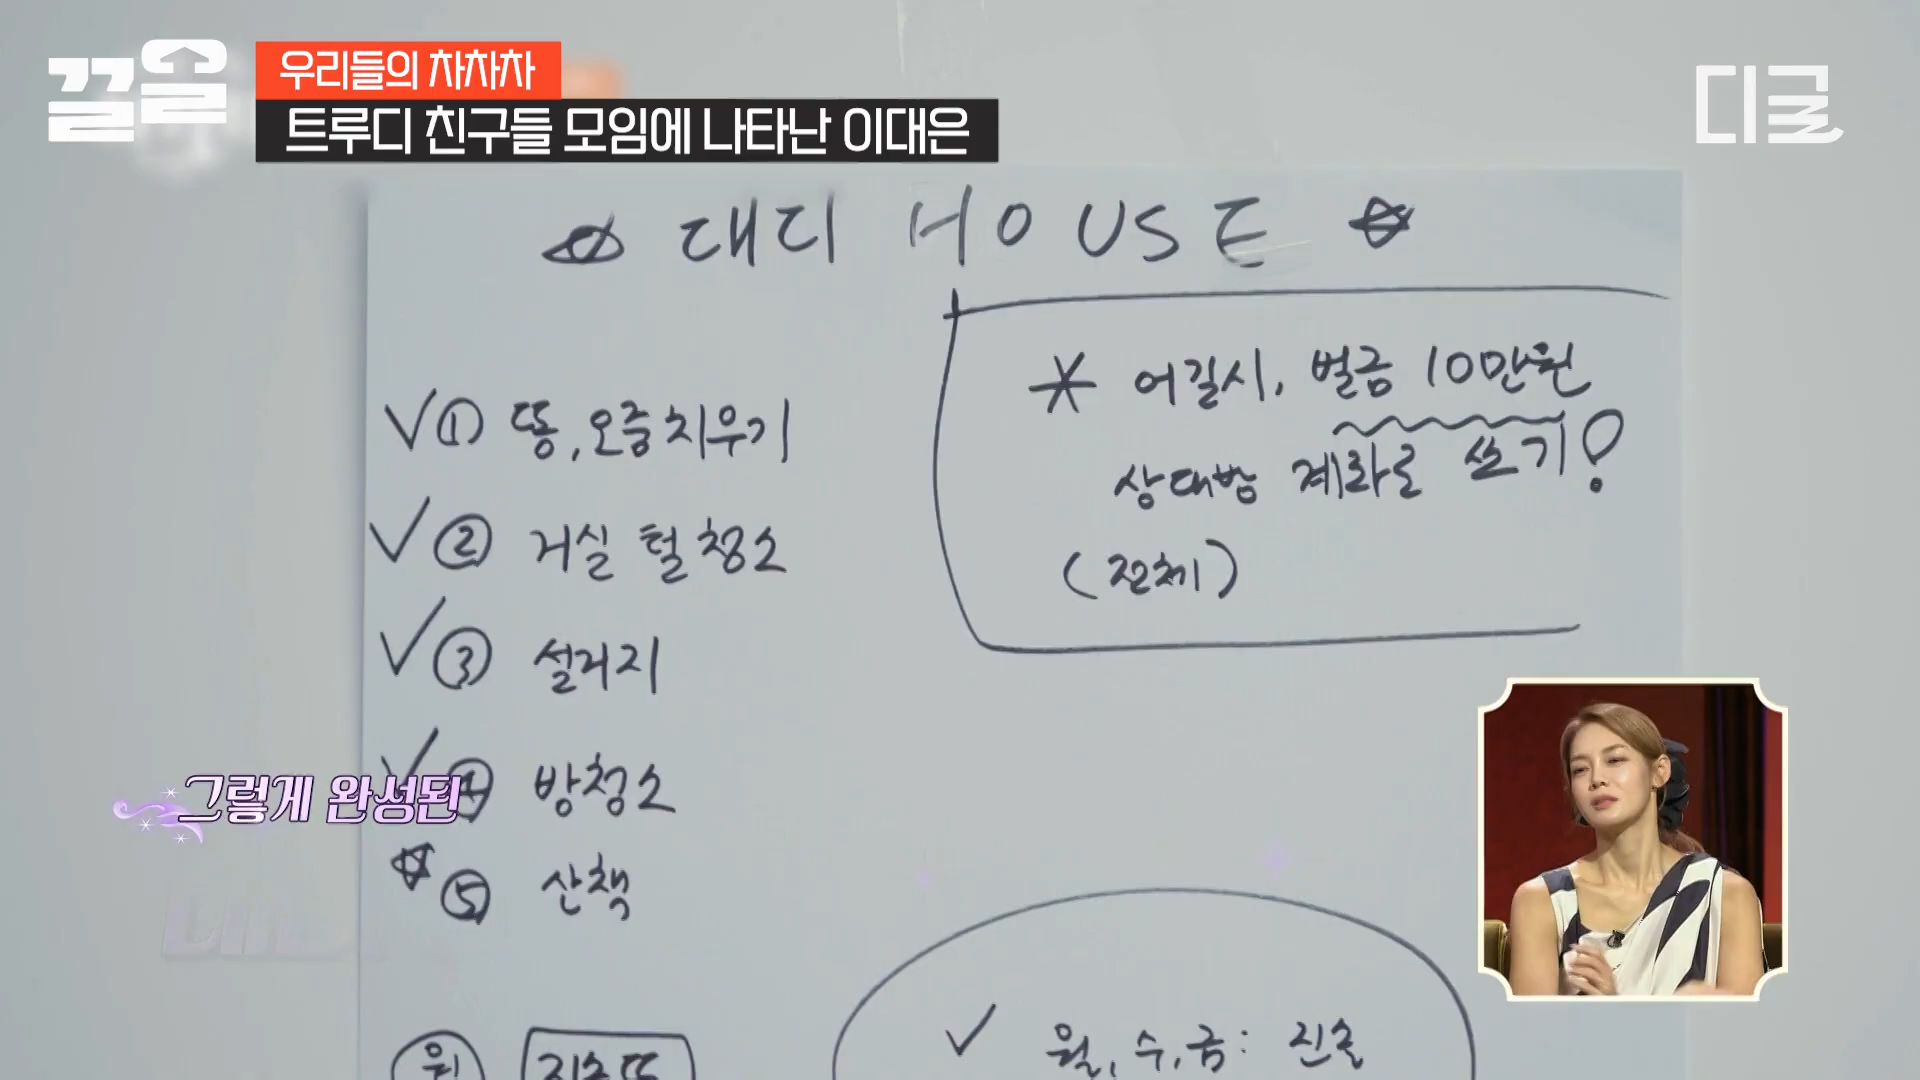 끌올
우리들의 차차차
트루디 친구들 모임에 나타난 이대은
디글
대디 HOUSE
* 어길시, 벌금 10만원
상대방 계좌로 쓰기!
(전체)
① 똥, 오줌 치우기
② 거실 털 청소
③ 설거지
④ 방청소
⑤ 산책
그렇게 완성된
월, 수, 금: 진솔